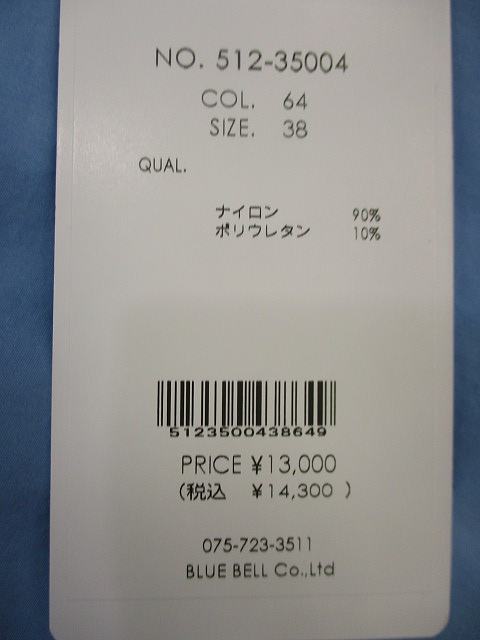 NO. 512-35004
COL. 64
SIZE. 38
QUAL.
ナイロン 90%
ポリウレタン 10%
5123500438649
PRICE ¥13,000
(税込 ¥14,300 )
075-723-3511
BLUE BELL Co.,Ltd